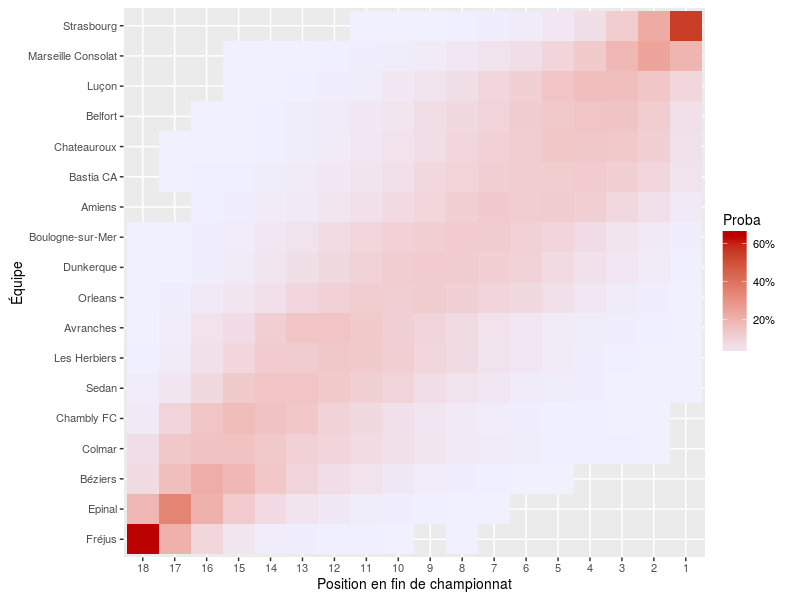 Strasbourg
Marseille Consolat
Luçon
Belfort
Chateauroux
Bastia CA
Amiens
Boulogne-sur-Mer
Dunkerque
Orleans
Avranches
Les Herbiers
Sedan
Chambly FC
Colmar
Béziers
Epinal
Fréjus
Équipe
18 17 16 15 14 13 12 11 10 9 8 7 6 5 4 3 2 1
Position en fin de championnat
Proba
60%
40%
20%